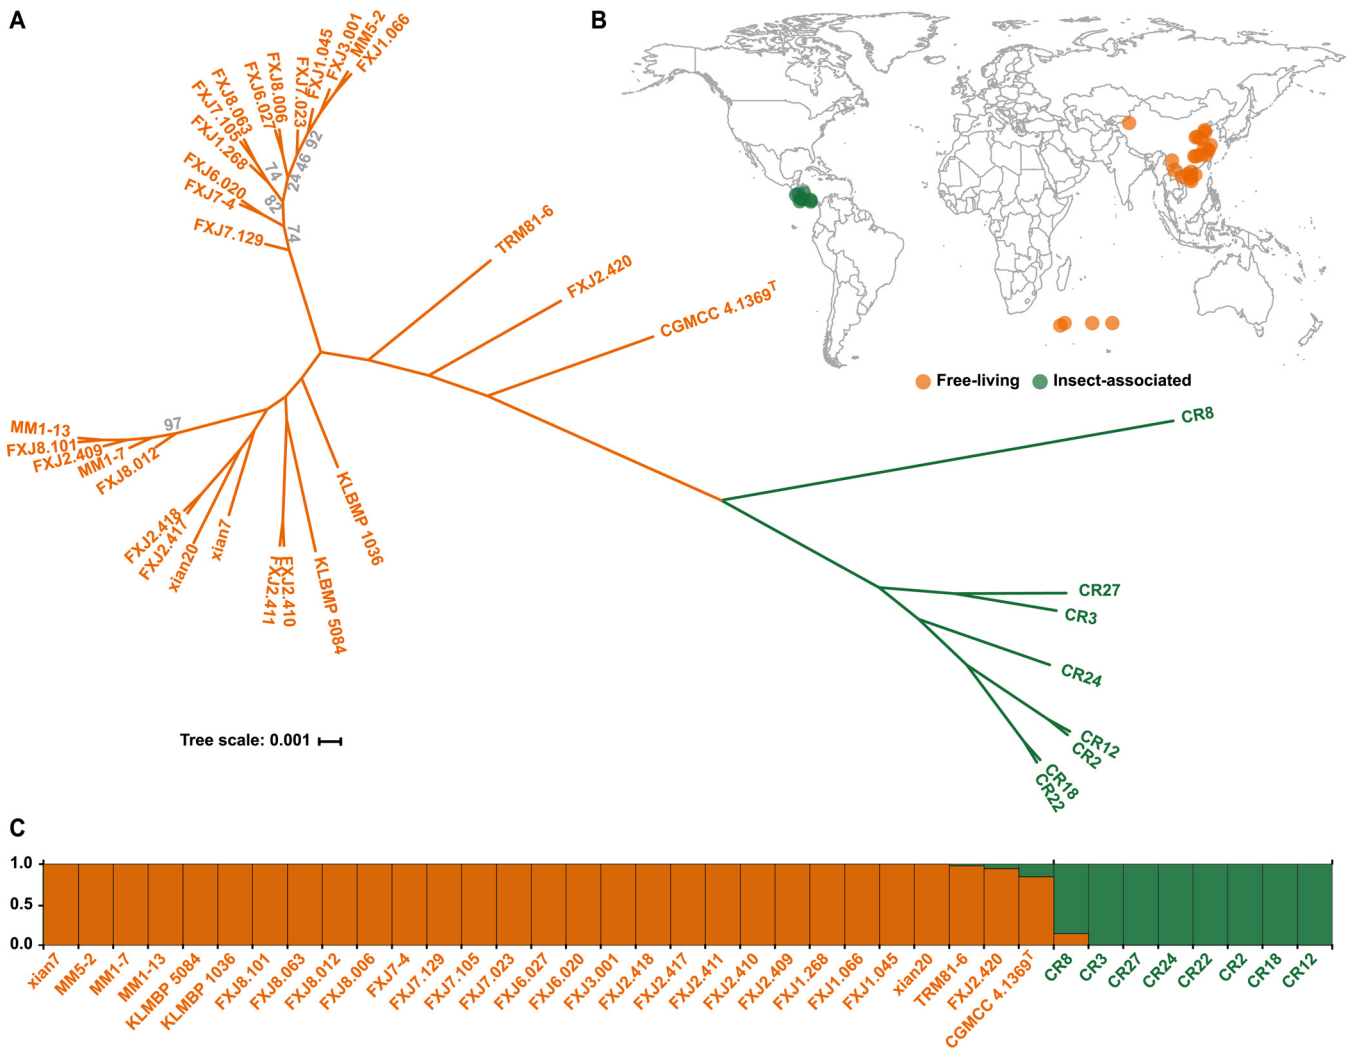 A
B
FXJ1.045
FXJ3.001
MM5-2
FXJ1.066
FXJ7.023
FXJ8.006
FXJ6.027
FXJ8.063
FXJ7.105
FXJ1.268
FXJ6.020
FXJ7-4
FXJ7.129
92
46
24
74
82
74
TRM81-6
FXJ2.420
CGMCC 4.1369T
Free-living
Insect-associated
CR8
97
MM1-13
FXJ8.101
FXJ2.409
MM1-7
FXJ8.012
FXJ2.418
FXJ2.417
xian20
xian7
FXJ2.411
FXJ2.410
KLBMP 5084
KLBMP 1036
CR27
CR3
CR24
CR12
CR2
CR18
CR22
Tree scale: 0.001
C
1.0
0.5
0.0
xian7
MM5-2
MM1-7
MM1-13
KLMBP 5084
KLMBP 1036
FXJ8.101
FXJ8.063
FXJ8.012
FXJ8.006
FXJ7-4
FXJ7.129
FXJ7.105
FXJ7.023
FXJ6.027
FXJ6.020
FXJ3.001
FXJ2.418
FXJ2.417
FXJ2.411
FXJ2.410
FXJ2.409
FXJ1.268
FXJ1.066
FXJ1.045
xian20
TRM81-6
FXJ2.420
CGMCC 4.1369T
CR8
CR3
CR27
CR24
CR22
CR2
CR18
CR12